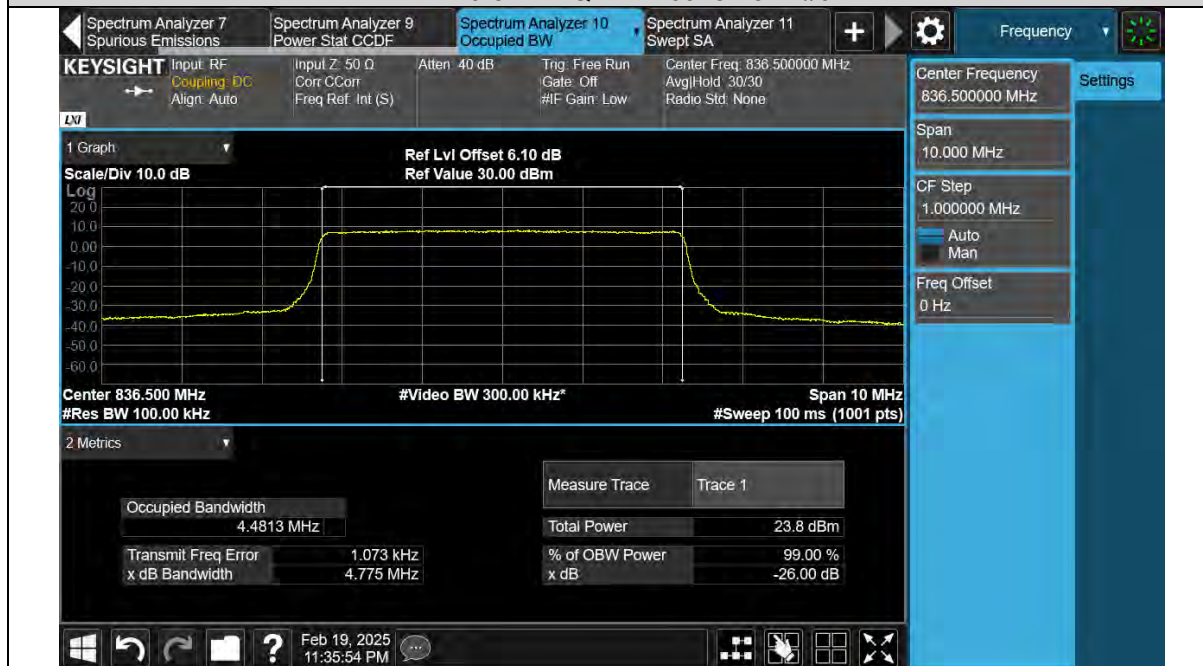 Spectrum Analyzer 7
Spurious Emissions
Spectrum Analyzer 9
Power Stat CCDF
Spectrum Analyzer 10
Occupied BW
Spectrum Analyzer 11
Swept SA
+
Frequency
KEYSIGHT
Input: RF
Coupling: DC
Align: Auto
Input Z: 50 Ω
Corr CCorr
Freq Ref: Int (S)
Atten: 40 dB
Trig: Free Run
Gate: Off
#IF Gain: Low
Center Freq: 836.500000 MHz
Avg|Hold: 30/30
Radio Std: None
LXI
Center Frequency
836.500000 MHz
Settings
Span
10.000 MHz
CF Step
1.000000 MHz
Auto
Man
Freq Offset
0 Hz
1 Graph
Scale/Div 10.0 dB
Ref Lvl Offset 6.10 dB
Ref Value 30.00 dBm
Log
20.0
10.0
0.00
-10.0
-20.0
-30.0
-40.0
-50.0
-60.0
Center 836.500 MHz
#Video BW 300.00 kHz*
Span 10 MHz
#Res BW 100.00 kHz
#Sweep 100 ms (1001 pts)
2 Metrics
Measure Trace
Trace 1
Occupied Bandwidth
4.4813 MHz
Total Power
23.8 dBm
Transmit Freq Error
1.073 kHz
% of OBW Power
99.00 %
x dB Bandwidth
4.775 MHz
x dB
-26.00 dB
?
Feb 19, 2025
11:35:54 PM